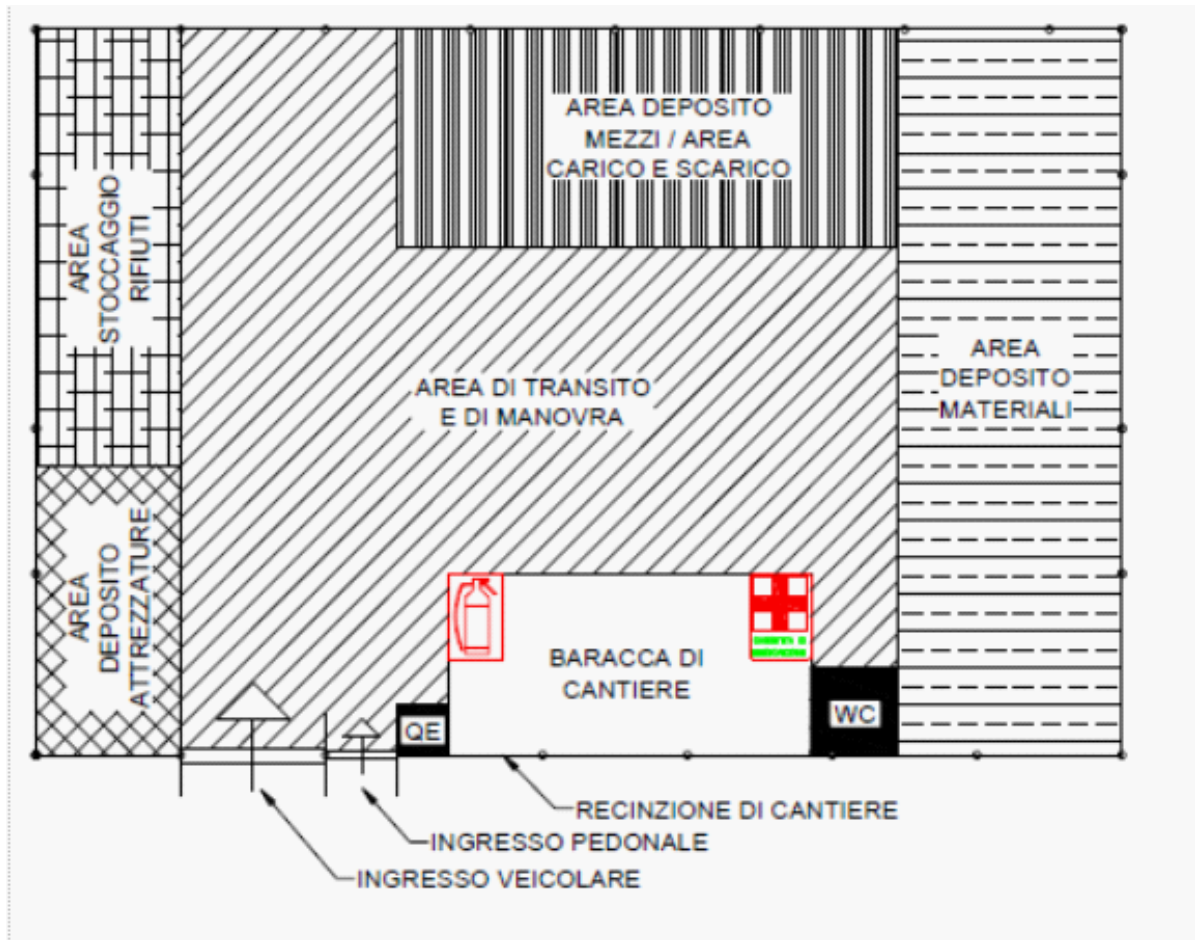 AREA DEPOSITO
MEZZI / AREA
CARICO E SCARICO
AREA
STOCCAGGIO
RIFIUTI
AREA DI TRANSITO
E DI MANOVRA
AREA
DEPOSITO
MATERIALI
AREA
DEPOSITO
ATTREZZATURE
BARACCA DI
CANTIERE
QE
WC
RECINZIONE DI CANTIERE
INGRESSO PEDONALE
INGRESSO VEICOLARE